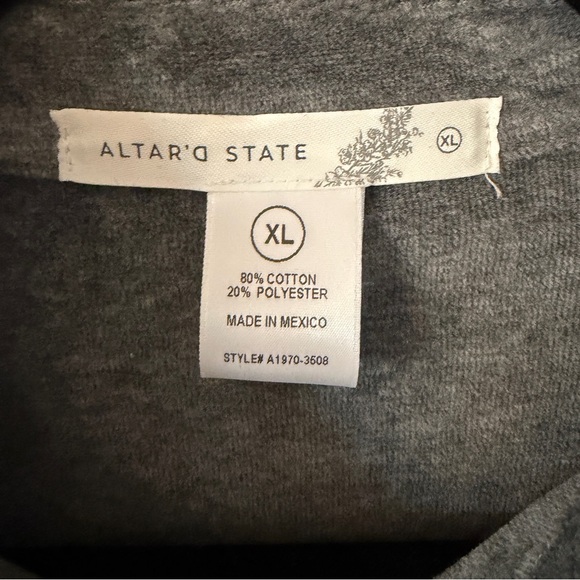 ALTAR'D STATE XL
XL
80% COTTON
20% POLYESTER
MADE IN MEXICO
STYLE# A1970-3508